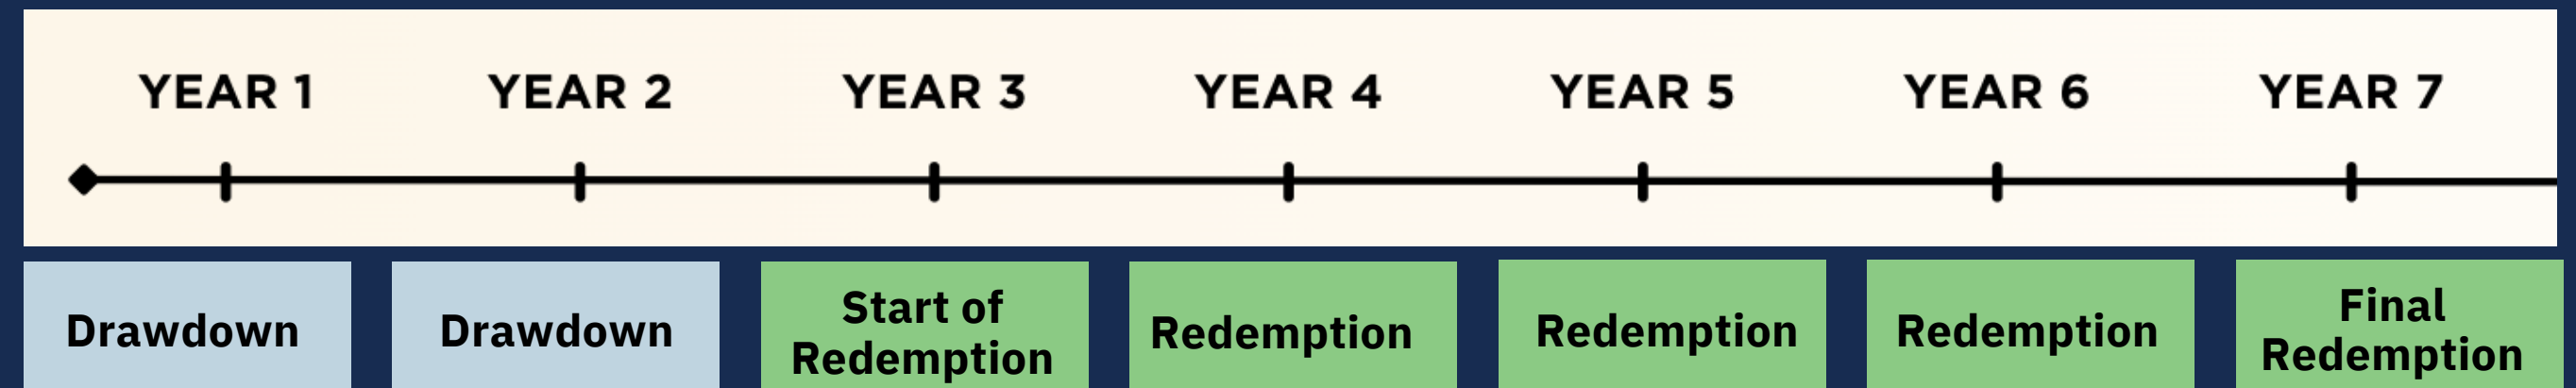 YEAR 1 YEAR 2 YEAR 3 YEAR 4 YEAR 5 YEAR 6 YEAR 7
Drawdown
Drawdown
Start of
Redemption
Redemption
Redemption
Redemption
Final
Redemption